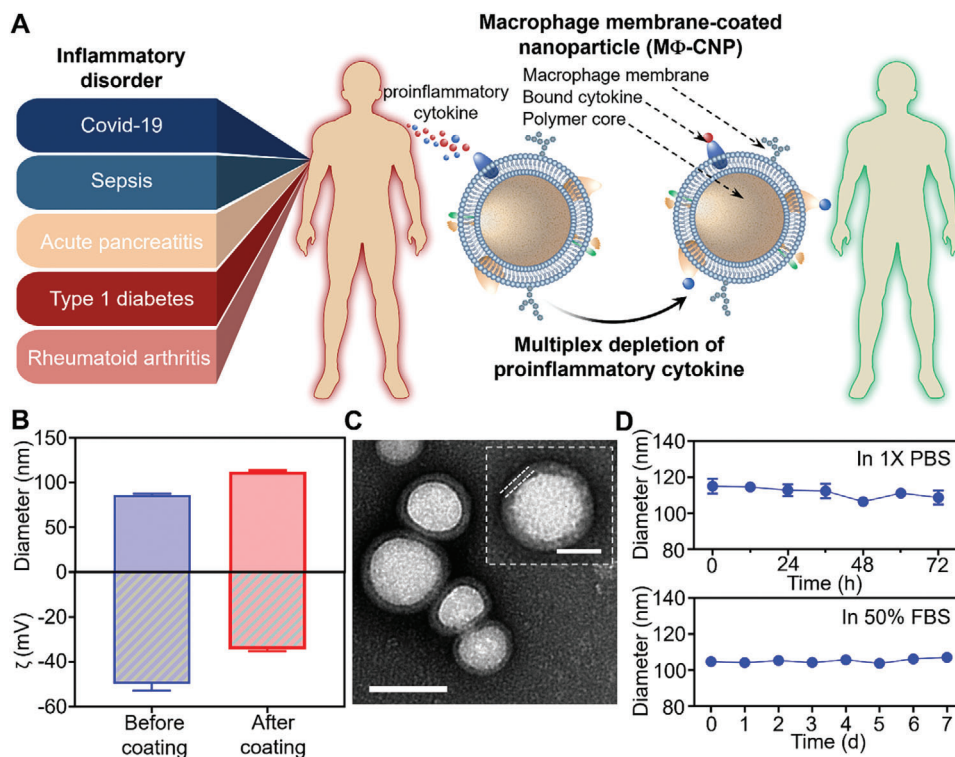 A
Inflammatory
disorder
Covid-19
Sepsis
Acute pancreatitis
Type 1 diabetes
Rheumatoid arthritis
proinflammatory
cytokine
Macrophage membrane-coated
nanoparticle (MΦ-CNP)
Macrophage membrane
Bound cytokine
Polymer core
Multiplex depletion of
proinflammatory cytokine
B
Diameter (nm)
150
100
50
0
ζ (mV)
-20
-40
-60
Before
coating
After
coating
C
D
Diameter (nm)
140
120
100
80
In 1X PBS
0 24 48 72
Time (h)
Diameter (nm)
140
120
100
80
In 50% FBS
0 1 2 3 4 5 6 7
Time (d)